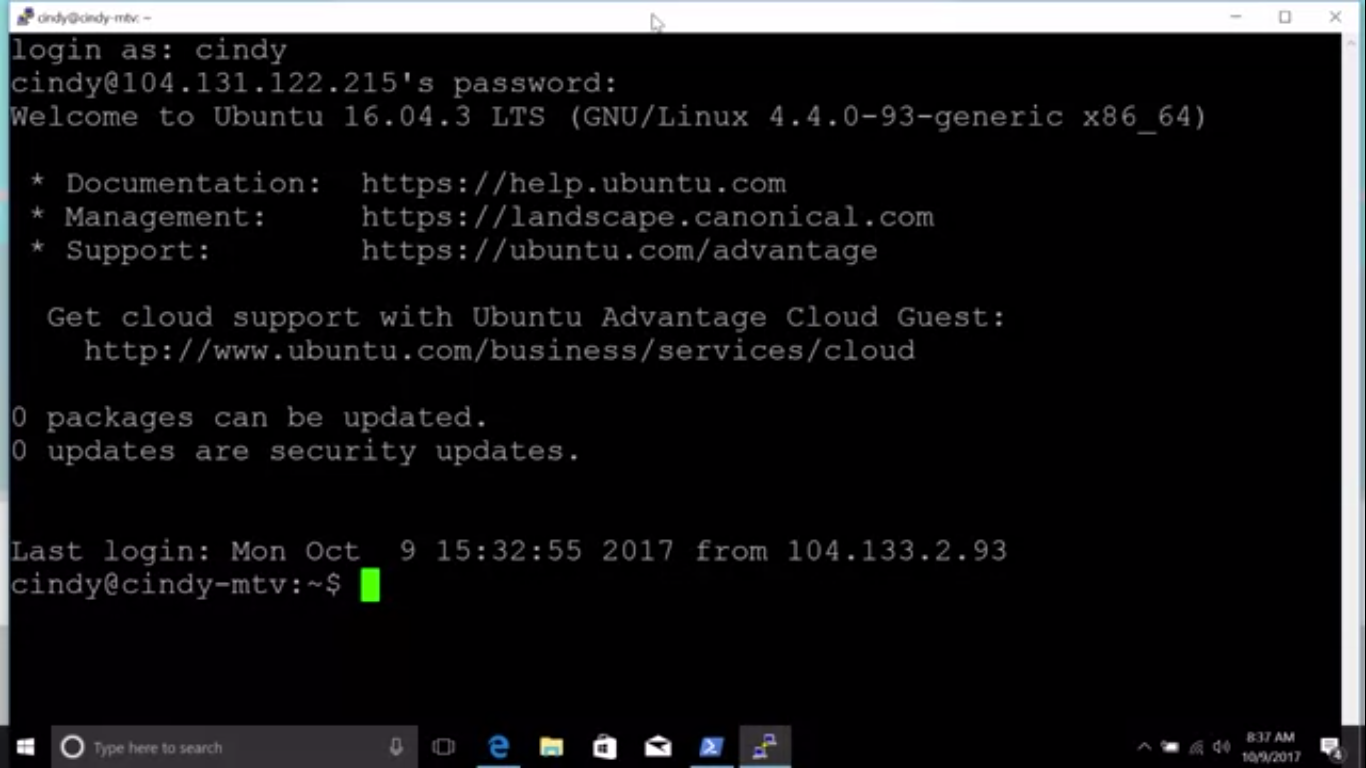 cindy@cindy-mtv: ~
login as: cindy
cindy@104.131.122.215's password:
Welcome to Ubuntu 16.04.3 LTS (GNU/Linux 4.4.0-93-generic x86_64)
* Documentation:  https://help.ubuntu.com
* Management:     https://landscape.canonical.com
* Support:        https://ubuntu.com/advantage
Get cloud support with Ubuntu Advantage Cloud Guest:
http://www.ubuntu.com/business/services/cloud
0 packages can be updated.
0 updates are security updates.
Last login: Mon Oct  9 15:32:55 2017 from 104.133.2.93
cindy@cindy-mtv:~$
Type here to search
8:37 AM
10/9/2017
4